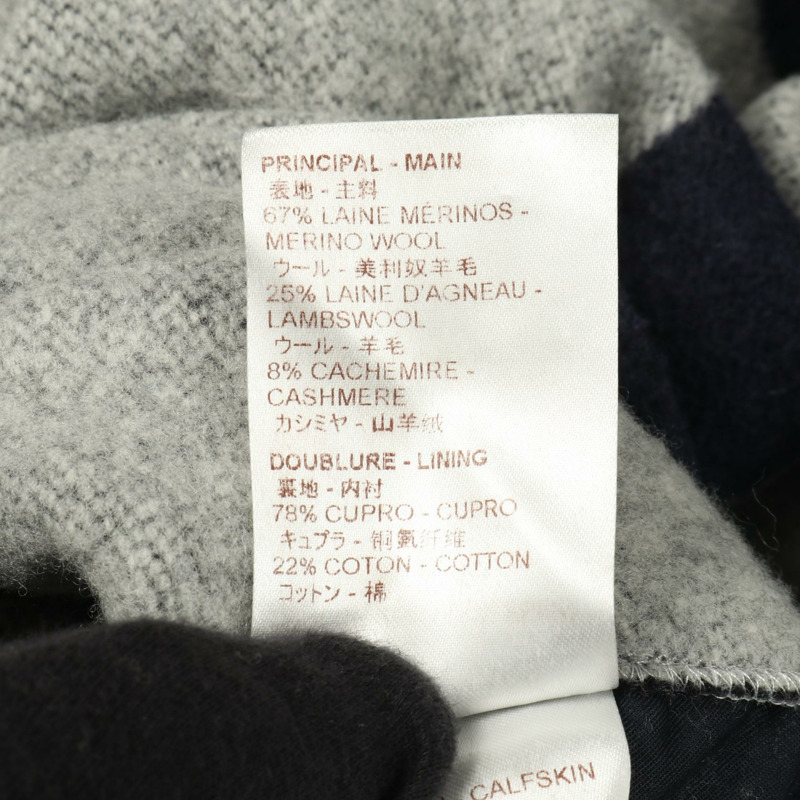 PRINCIPAL - MAIN
表地 - 主料
67% LAINE MÉRINOS -
MERINO WOOL
ウール - 美利奴羊毛
25% LAINE D'AGNEAU -
LAMBSWOOL
ウール - 羊毛
8% CACHEMIRE -
CASHMERE
カシミヤ - 山羊绒
DOUBLURE - LINING
裏地 - 内衬
78% CUPRO - CUPRO
キュプラ - 铜氨纤维
22% COTON - COTTON
コットン - 棉
CALFSKIN